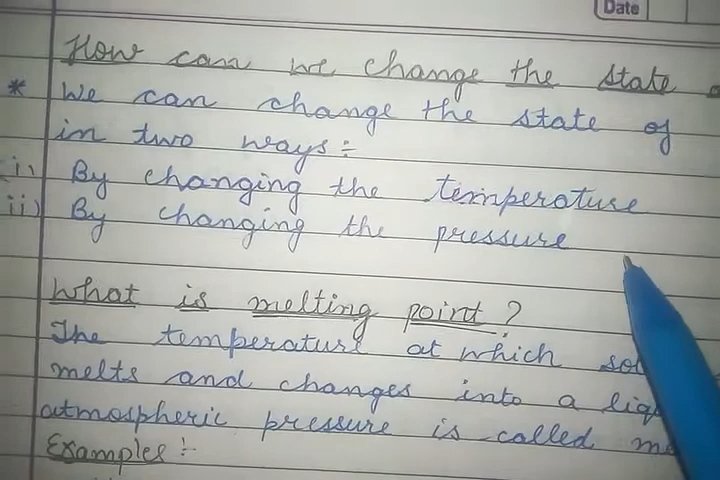 Date
How can we change the state
* We can change the state of
in two ways :-
i) By changing the temperature
ii) By changing the pressure
What is melting point ?
The temperature at which
melts and changes into a
atmospheric pressure is called
Examples :-